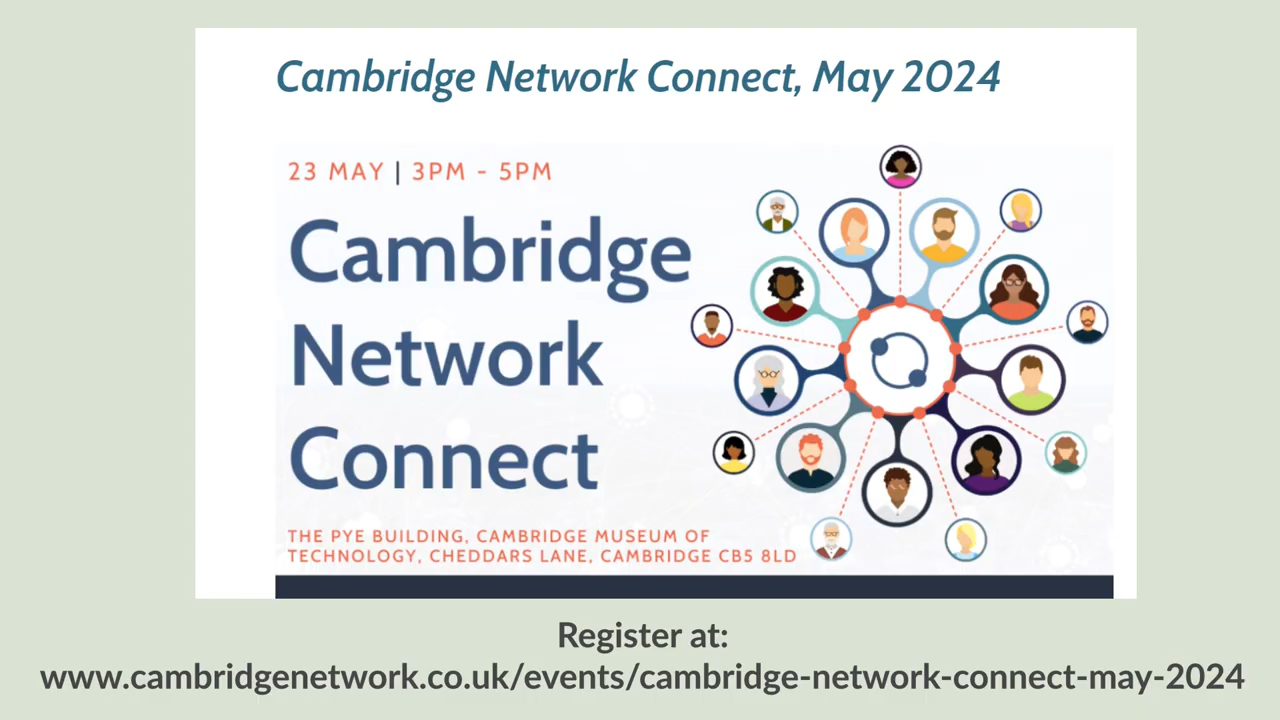 Cambridge Network Connect, May 2024
23 MAY | 3PM - 5PM
Cambridge
Network
Connect
THE PYE BUILDING, CAMBRIDGE MUSEUM OF
TECHNOLOGY, CHEDDARS LANE, CAMBRIDGE CB5 8LD
Register at:
www.cambridgenetwork.co.uk/events/cambridge-network-connect-may-2024